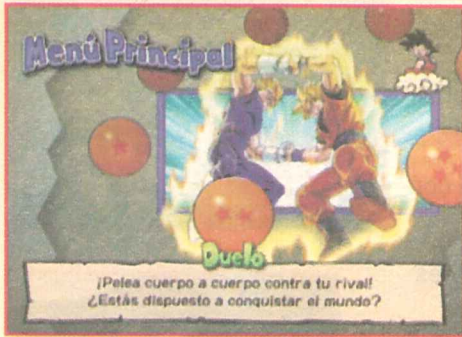 Menú Principal
Duelo
¡Pelea cuerpo a cuerpo contra tu rival!
¿Estás dispuesto a conquistar el mundo?